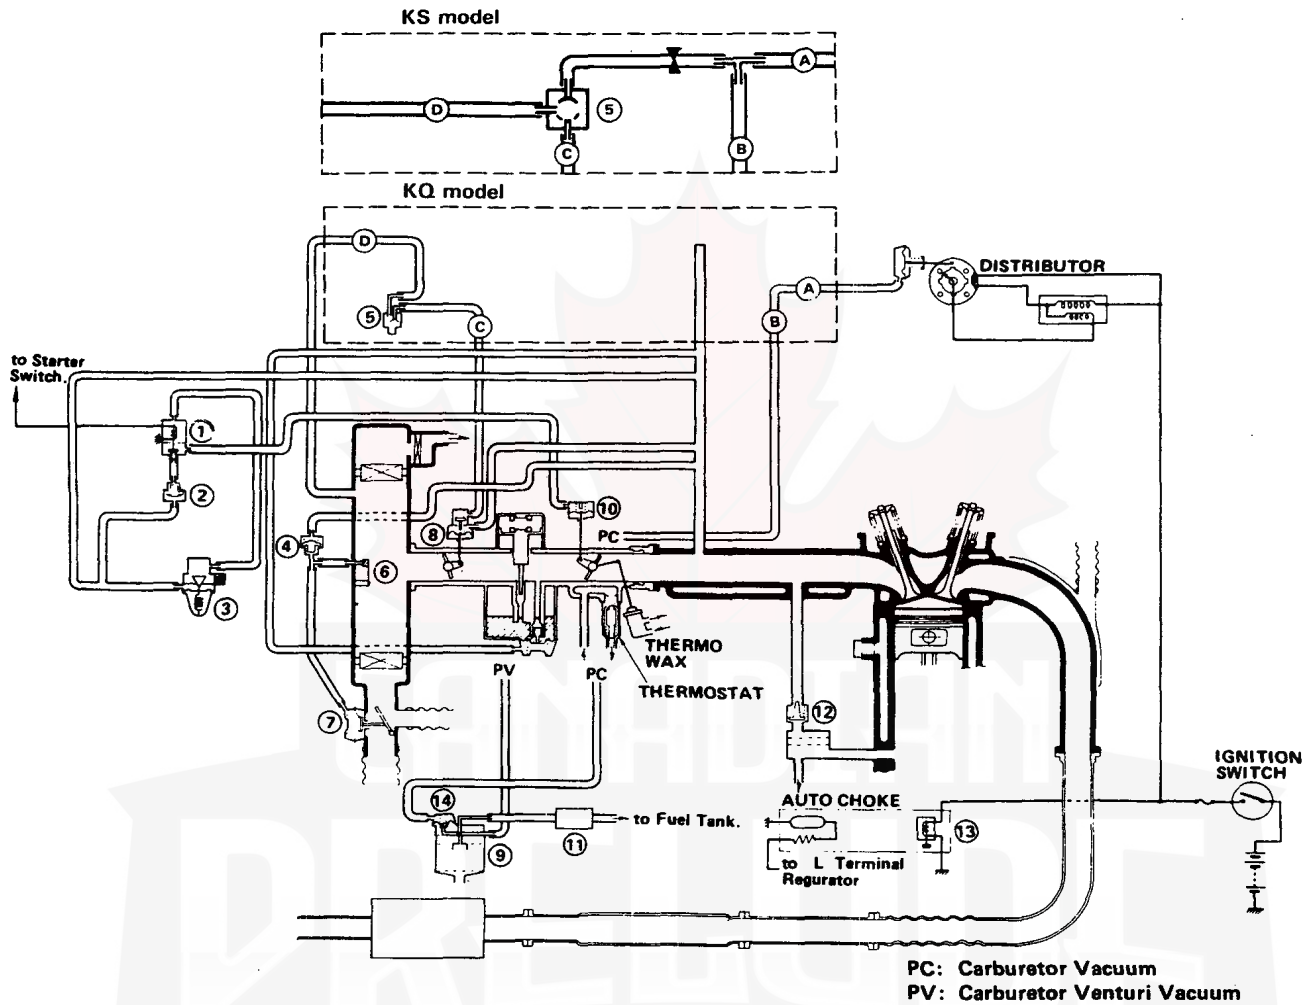 KS model
A
D
5
C
B
KQ model
D
A
5
C
B
DISTRIBUTOR
to Starter
Switch.
1
2
10
8
PC
4
6
3
THERMO
WAX
PV
PC
THERMOSTAT
7
12
IGNITION
SWITCH
AUTO CHOKE
14
to Fuel Tank.
13
11
9
to L Terminal
Regurator
CANADIAN
PRELUDE
PC: Carburetor Vacuum
PV: Carburetor Venturi Vacuum